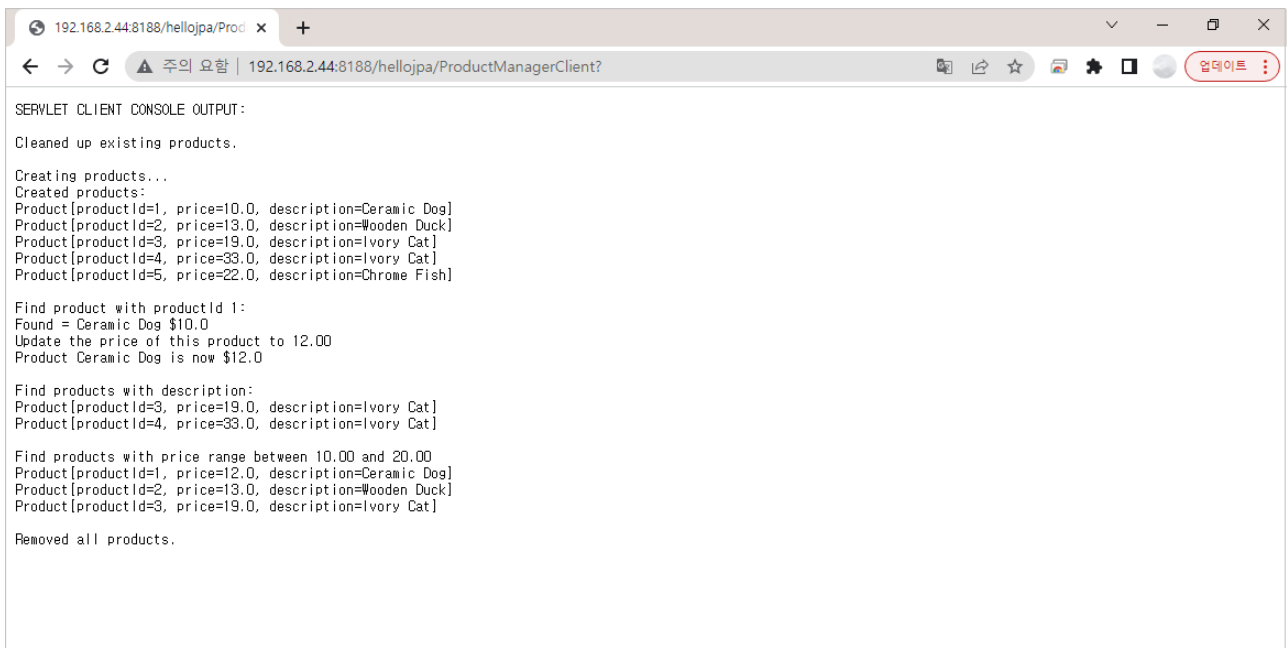 192.168.2.44:8188/hellojpa/Prod
주의 요함 | 192.168.2.44:8188/hellojpa/ProductManagerClient?
업데이트
SERVLET CLIENT CONSOLE OUTPUT:
Cleaned up existing products.
Creating products...
Created products:
Product[productId=1, price=10.0, description=Ceramic Dog]
Product[productId=2, price=13.0, description=Wooden Duck]
Product[productId=3, price=19.0, description=Ivory Cat]
Product[productId=4, price=33.0, description=Ivory Cat]
Product[productId=5, price=22.0, description=Chrome Fish]
Find product with productId 1:
Found = Ceramic Dog $10.0
Update the price of this product to 12.00
Product Ceramic Dog is now $12.0
Find products with description:
Product[productId=3, price=19.0, description=Ivory Cat]
Product[productId=4, price=33.0, description=Ivory Cat]
Find products with price range between 10.00 and 20.00
Product[productId=1, price=12.0, description=Ceramic Dog]
Product[productId=2, price=13.0, description=Wooden Duck]
Product[productId=3, price=19.0, description=Ivory Cat]
Removed all products.